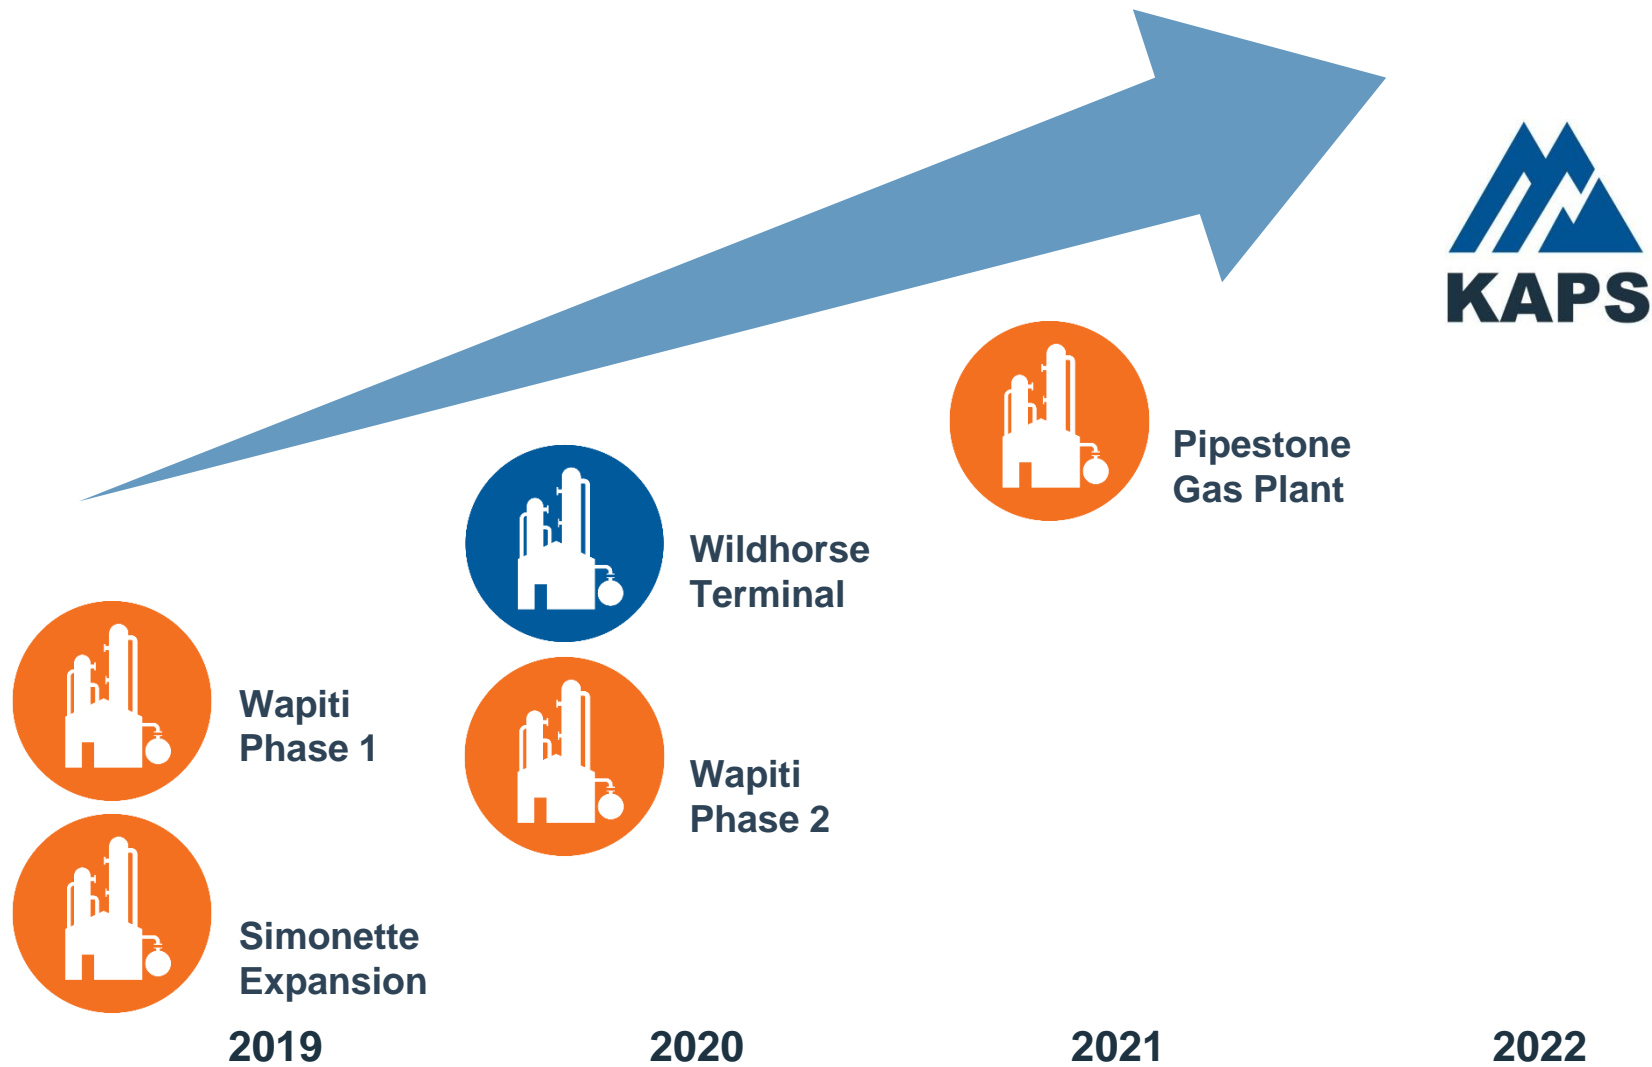 KAPS
Pipestone
Gas Plant
Wildhorse
Terminal
Wapiti
Phase 1
Wapiti
Phase 2
Simonette
Expansion
2019
2020
2021
2022